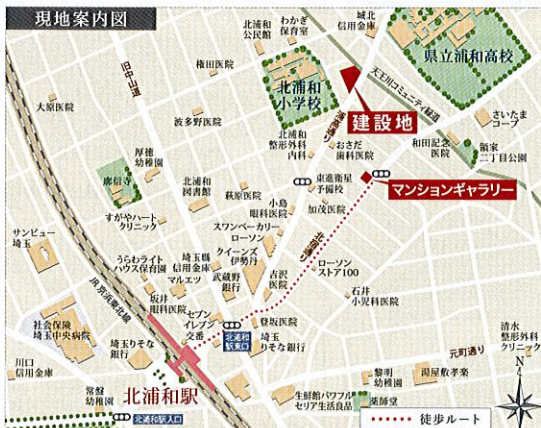 現地案内図
城北
信用金庫
わかぎ
保育室
北浦和
公民館
県立浦和高校
旧中山道
権田医院
北浦和
小学校
天王川コミュニティ緑道
建設地
大原医院
波多野医院
浦高通り
さいたま
コープ
北浦和
整形外科
内科
おさだ
歯科医院
和田記念
医院
領家
二丁目公園
厚徳
幼稚園
廓信寺
北浦和
図書館
東進衛星
予備校
マンションギャラリー
萩原医院
小島
眼科医院
加茂医院
すがやハート
クリニック
スワンベーカリー
ローソン
北浦通り
サンビュー
埼玉
クイーンズ
伊勢丹
うらわライト
ハウス保育園
埼玉縣
信用金庫
マルエツ
ローソン
ストア100
武蔵野
銀行
吉沢
医院
JR京浜東北線
坂井
眼科医院
石井
小児科医院
セブン
イレブン
交番
登坂医院
社会保険
埼玉中央病院
北浦和
駅東口
埼玉
りそな銀行
清水
整形外科
クリニック
埼玉りそな
銀行
元町通り
川口
信用金庫
北浦和駅
黎明
幼稚園
湯屋敷孝楽
N
常盤
幼稚園
生鮮館パワフル
セリア生活良品
薬師堂
北浦和駅入口
徒歩ルート